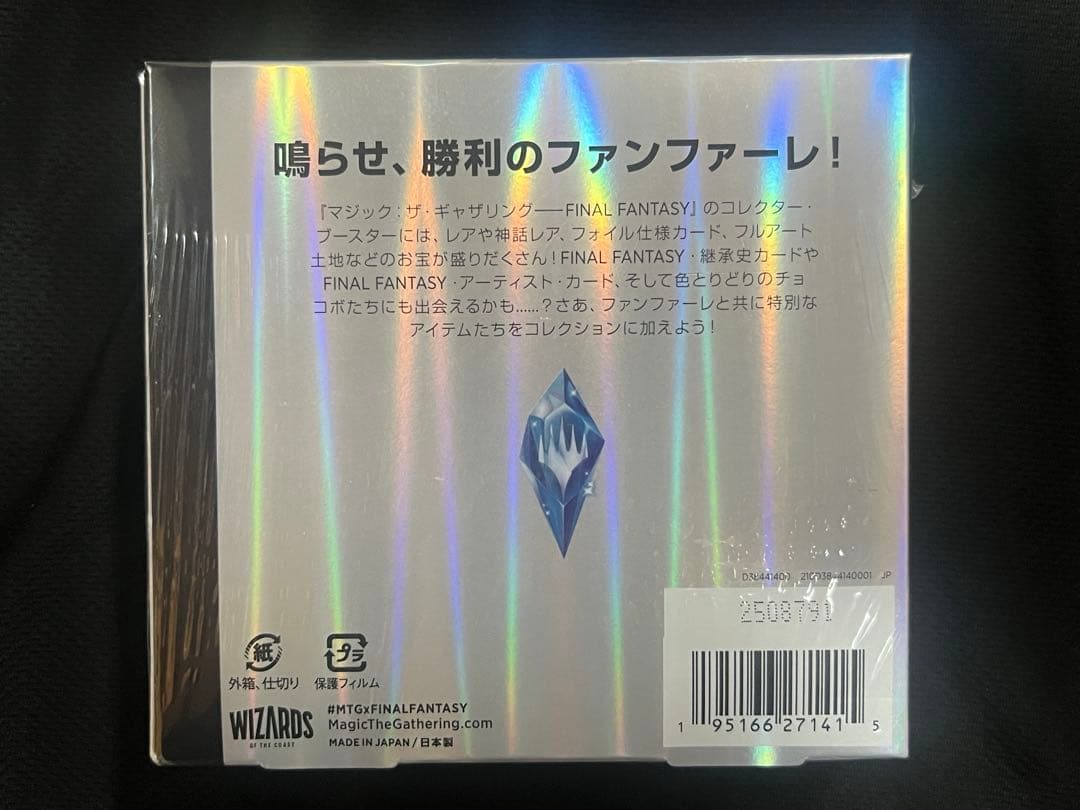 鳴らせ、勝利のファンファーレ!
『マジック:ザ・ギャザリング――FINAL FANTASY』のコレクター・
ブースターには、レアや神話レア、フォイル仕様カード、フルアート
土地などのお宝が盛りだくさん!FINAL FANTASY・継承史カードや
FINAL FANTASY・アーティスト・カード、そして色とりどりのチョ
コボたちにも出会えるかも......?さあ、ファンファーレと共に特別な
アイテムたちをコレクションに加えよう!
JP
2508791
紙
プラ
外箱、仕切り
保護フィルム
WIZARDS
OF THE COAST
#MTGxFINALFANTASY
MagicTheGathering.com
MADE IN JAPAN / 日本製
1 95166 27141 5